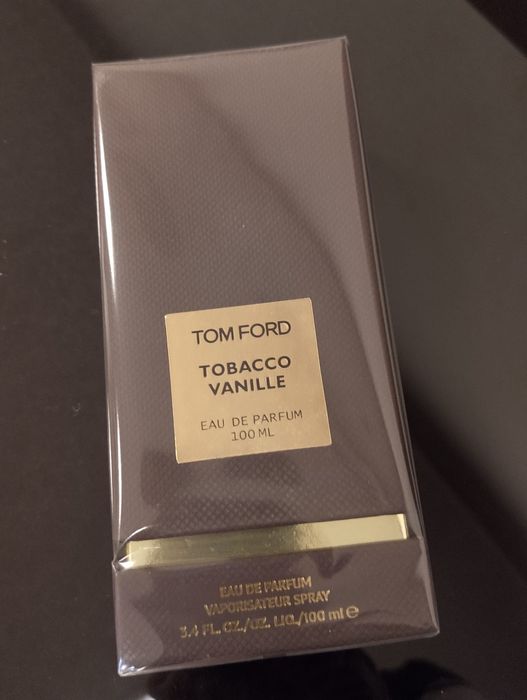 TOM FORD
TOBACCO
VANILLE
EAU DE PARFUM
100 ML
EAU DE PARFUM
VAPORISATEUR SPRAY
3.4 FL. OZ./OZ. LIQ./100 ml ℮